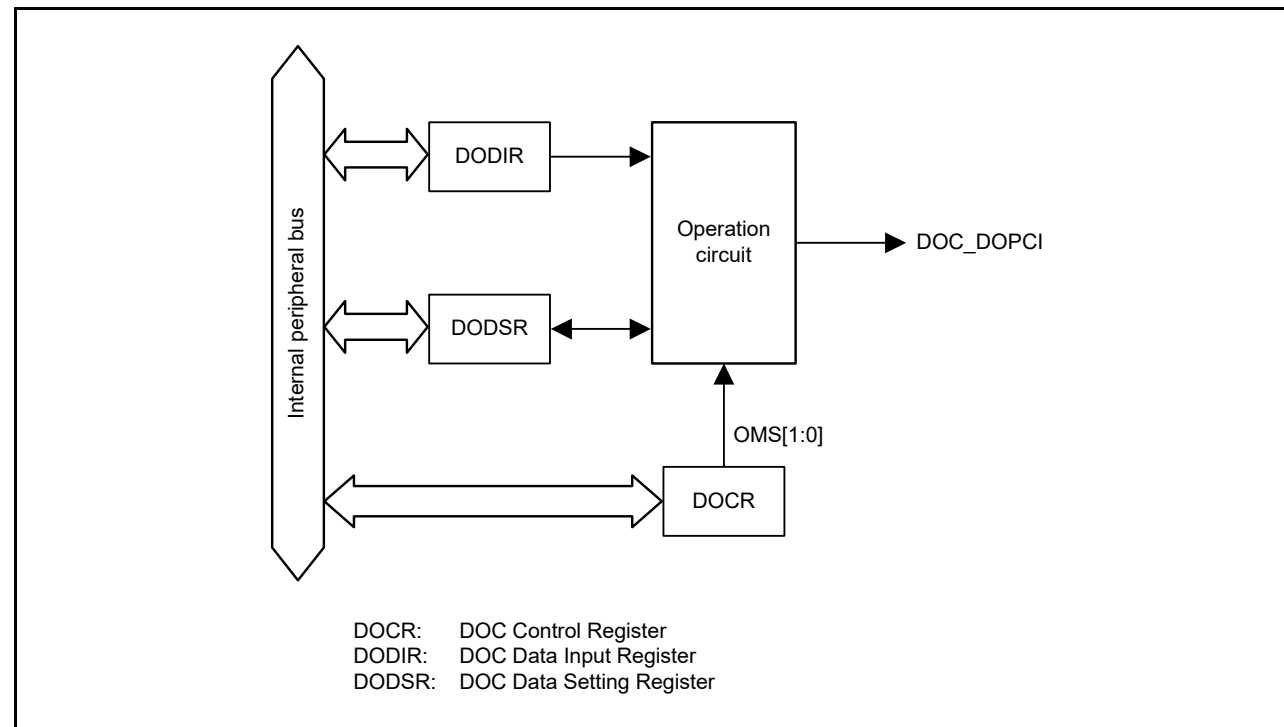 Internal peripheral bus
DODIR
Operation
circuit
DOC_DOPCI
DODSR
OMS[1:0]
DOCR
DOCR: DOC Control Register
DODIR: DOC Data Input Register
DODSR: DOC Data Setting Register